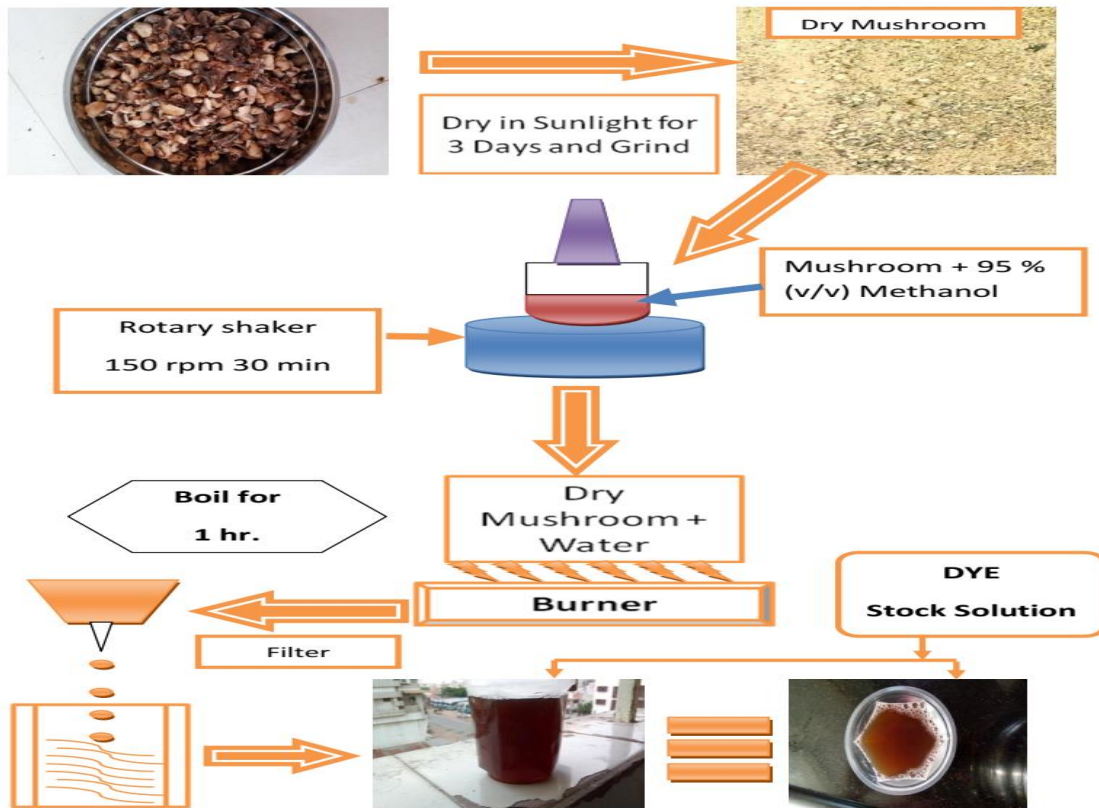 Dry Mushroom
Dry in Sunlight for
3 Days and Grind
Mushroom + 95 %
(v/v) Methanol
Rotary shaker
150 rpm 30 min
Boil for
1 hr.
Dry
Mushroom +
Water
Burner
DYE
Stock Solution
Filter